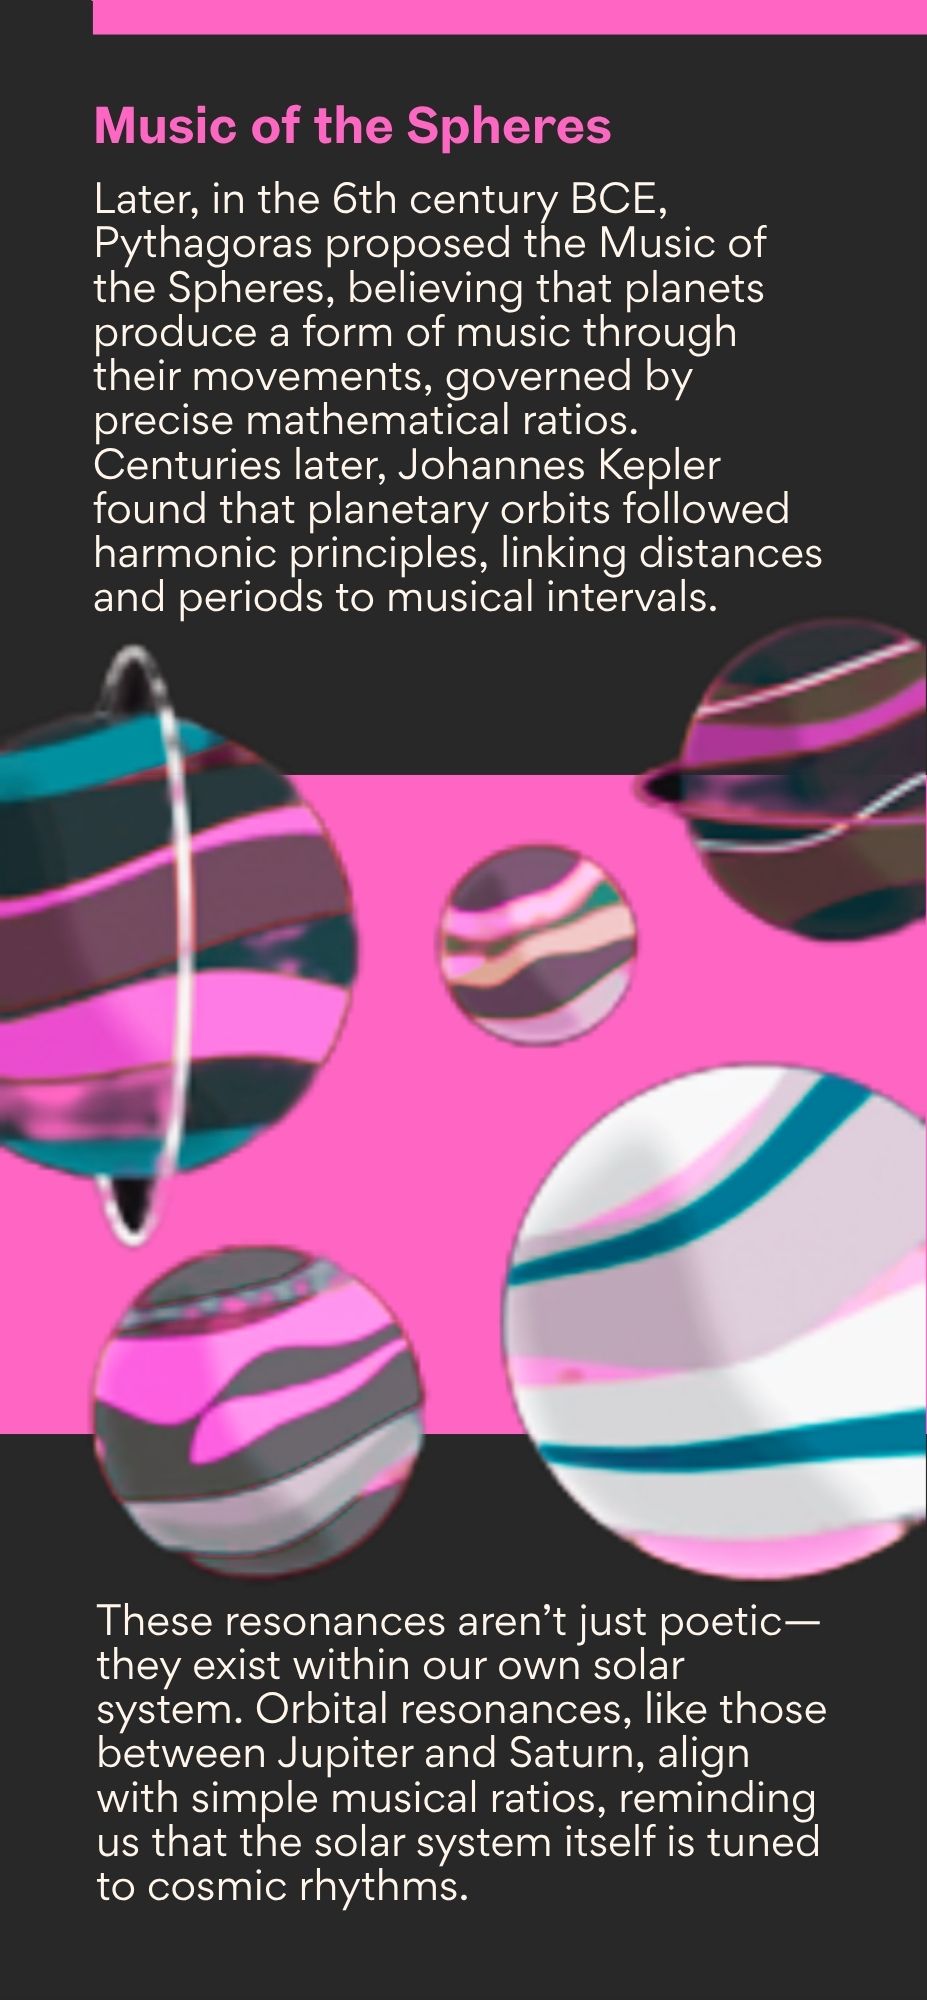 Music of the Spheres
Later, in the 6th century BCE,
Pythagoras proposed the Music of
the Spheres, believing that planets
produce a form of music through
their movements, governed by
precise mathematical ratios.
Centuries later, Johannes Kepler
found that planetary orbits followed
harmonic principles, linking distances
and periods to musical intervals.
These resonances aren’t just poetic—
they exist within our own solar
system. Orbital resonances, like those
between Jupiter and Saturn, align
with simple musical ratios, reminding
us that the solar system itself is tuned
to cosmic rhythms.